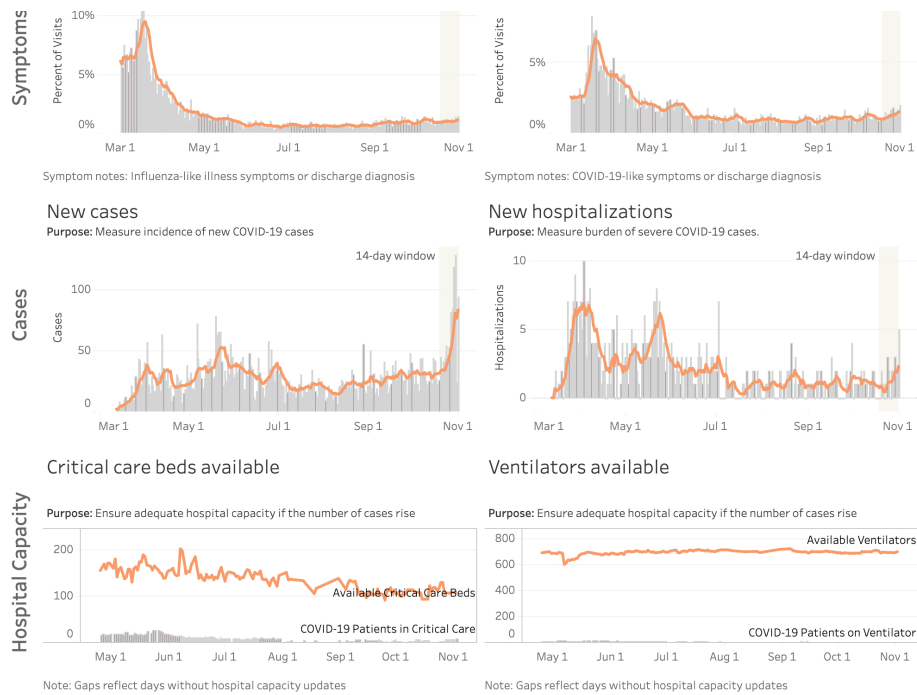 Symptoms
Percent of Visits
10%
5%
0%
Mar 1 May 1 Jul 1 Sep 1 Nov 1
Symptom notes: Influenza-like illness symptoms or discharge diagnosis
Percent of Visits
5%
0%
Mar 1 May 1 Jul 1 Sep 1 Nov 1
Symptom notes: COVID-19-like symptoms or discharge diagnosis
Cases
New cases
Purpose: Measure incidence of new COVID-19 cases
14-day window
Cases
100
50
0
Mar 1 May 1 Jul 1 Sep 1 Nov 1
New hospitalizations
Purpose: Measure burden of severe COVID-19 cases.
14-day window
Hospitalizations
10
5
0
Mar 1 May 1 Jul 1 Sep 1 Nov 1
Hospital Capacity
Critical care beds available
Purpose: Ensure adequate hospital capacity if the number of cases rise
200
100
0
Available Critical Care Beds
COVID-19 Patients in Critical Care
May 1 Jun 1 Jul 1 Aug 1 Sep 1 Oct 1 Nov 1
Note: Gaps reflect days without hospital capacity updates
Ventilators available
Purpose: Ensure adequate hospital capacity if the number of cases rise
800
600
400
200
0
Available Ventilators
COVID-19 Patients on Ventilator
May 1 Jun 1 Jul 1 Aug 1 Sep 1 Oct 1 Nov 1
Note: Gaps reflect days without hospital capacity updates